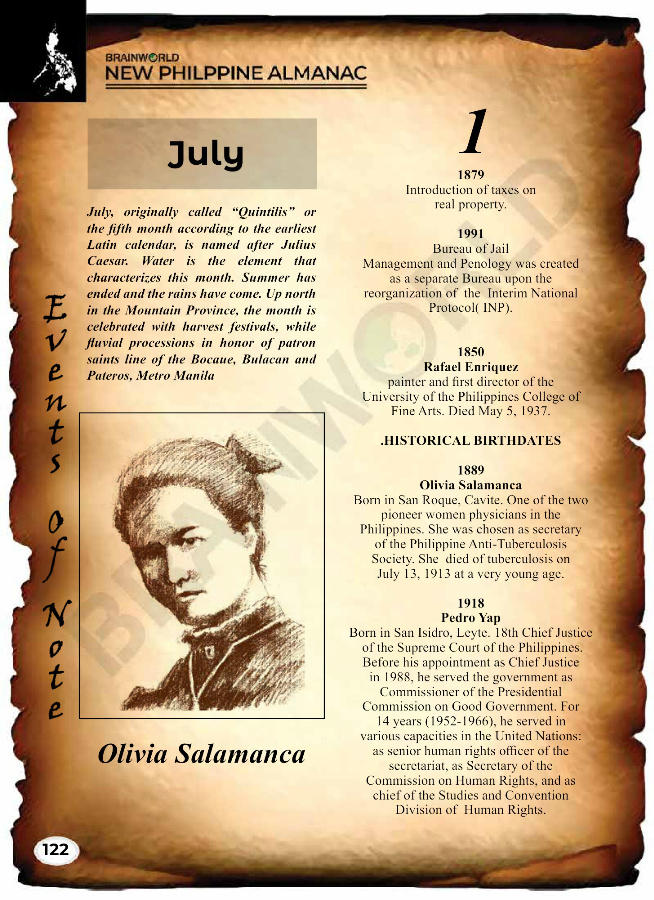 BRAINWORLD
NEW PHILPPINE ALMANAC
July
July, originally called “Quintilis” or
the fifth month according to the earliest
Latin calendar, is named after Julius
Caesar. Water is the element that
characterizes this month. Summer has
ended and the rains have come. Up north
in the Mountain Province, the month is
celebrated with harvest festivals, while
fluvial processions in honor of patron
saints line of the Bocaue, Bulacan and
Pateros, Metro Manila
Events of Note
Olivia Salamanca
1
1879
Introduction of taxes on
real property.
1991
Bureau of Jail
Management and Penology was created
as a separate Bureau upon the
reorganization of the Interim National
Protocol( INP).
1850
Rafael Enriquez
painter and first director of the
University of the Philippines College of
Fine Arts. Died May 5, 1937.
.HISTORICAL BIRTHDATES
1889
Olivia Salamanca
Born in San Roque, Cavite. One of the two
pioneer women physicians in the
Philippines. She was chosen as secretary
of the Philippine Anti-Tuberculosis
Society. She died of tuberculosis on
July 13, 1913 at a very young age.
1918
Pedro Yap
Born in San Isidro, Leyte. 18th Chief Justice
of the Supreme Court of the Philippines.
Before his appointment as Chief Justice
in 1988, he served the government as
Commissioner of the Presidential
Commission on Good Government. For
14 years (1952-1966), he served in
various capacities in the United Nations:
as senior human rights officer of the
secretariat, as Secretary of the
Commission on Human Rights, and as
chief of the Studies and Convention
Division of Human Rights.
122
BRAINWORLD